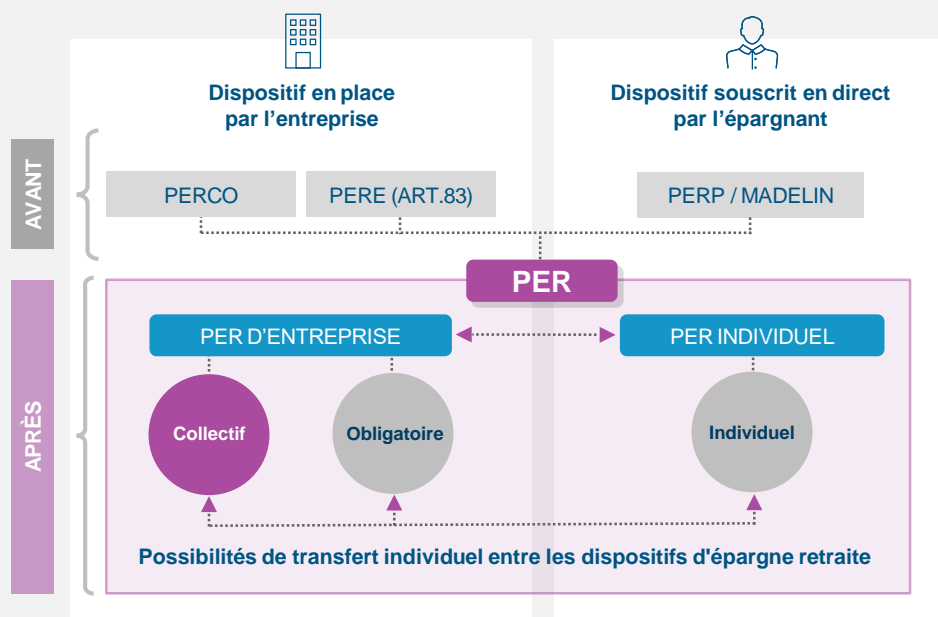 Dispositif en place
par l'entreprise
Dispositif souscrit en direct
par l'épargnant
AVANT
PERCO
PERE (ART.83)
PERP / MADELIN
PER
APRÈS
PER D'ENTREPRISE
PER INDIVIDUEL
Collectif
Obligatoire
Individuel
Possibilités de transfert individuel entre les dispositifs d'épargne retraite